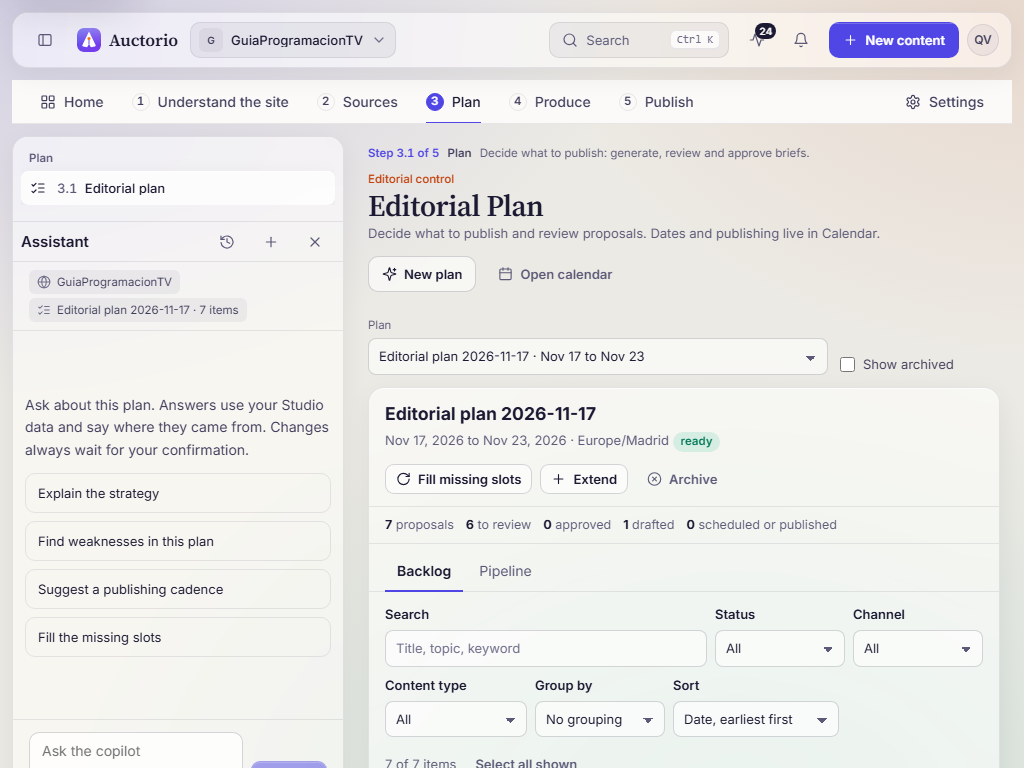 Auctorio
G GuiaProgramacionTV
Search Ctrl K
24
New content
QV
Home
1 Understand the site
2 Sources
3 Plan
4 Produce
5 Publish
Settings
Plan
3.1 Editorial plan
Assistant
GuiaProgramacionTV
Editorial plan 2026-11-17 · 7 items
Ask about this plan. Answers use your Studio
data and say where they came from. Changes
always wait for your confirmation.
Explain the strategy
Find weaknesses in this plan
Suggest a publishing cadence
Fill the missing slots
Ask the copilot
Step 3.1 of 5 Plan Decide what to publish: generate, review and approve briefs.
Editorial control
Editorial Plan
Decide what to publish and review proposals. Dates and publishing live in Calendar.
New plan
Open calendar
Plan
Editorial plan 2026-11-17 · Nov 17 to Nov 23
Show archived
Editorial plan 2026-11-17
Nov 17, 2026 to Nov 23, 2026 · Europe/Madrid ready
Fill missing slots
Extend
Archive
7 proposals 6 to review 0 approved 1 drafted 0 scheduled or published
Backlog
Pipeline
Search
Title, topic, keyword
Status
All
Channel
All
Content type
All
Group by
No grouping
Sort
Date, earliest first
7 of 7 items Select all shown